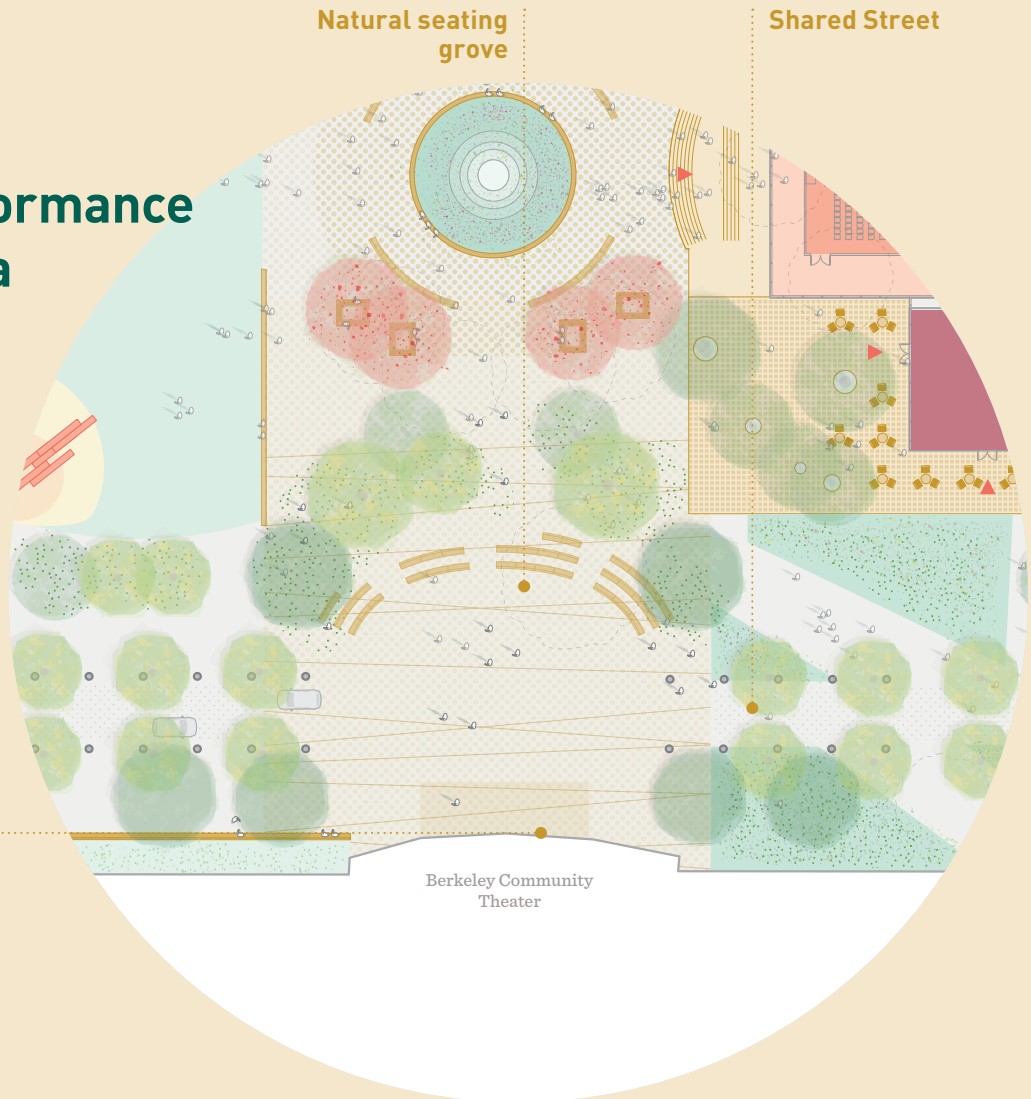 Natural seating
grove
Shared Street
ormance
a
Berkeley Community
Theater